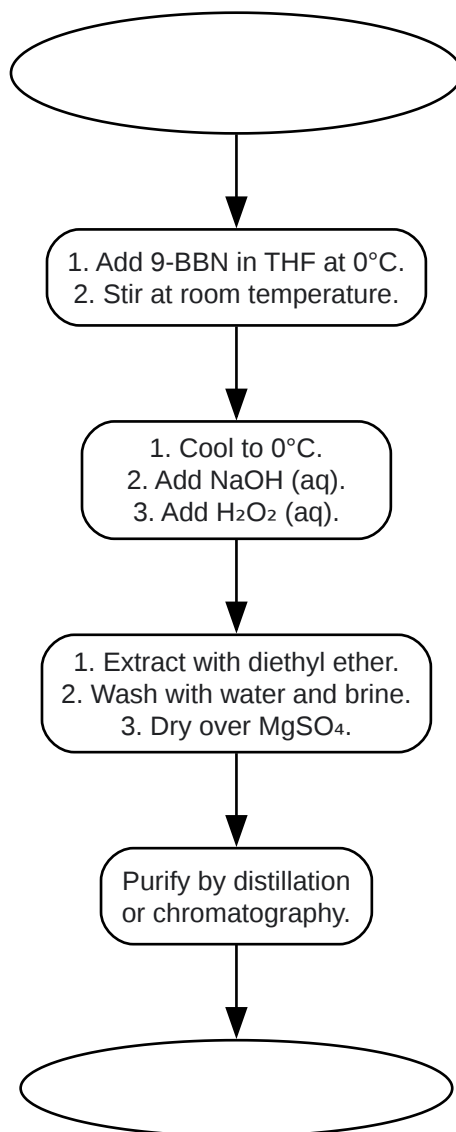 1. Add 9-BBN in THF at 0°C.
2. Stir at room temperature.
1. Cool to 0°C.
2. Add NaOH (aq).
3. Add H₂O₂ (aq).
1. Extract with diethyl ether.
2. Wash with water and brine.
3. Dry over MgSO₄.
Purify by distillation
or chromatography.